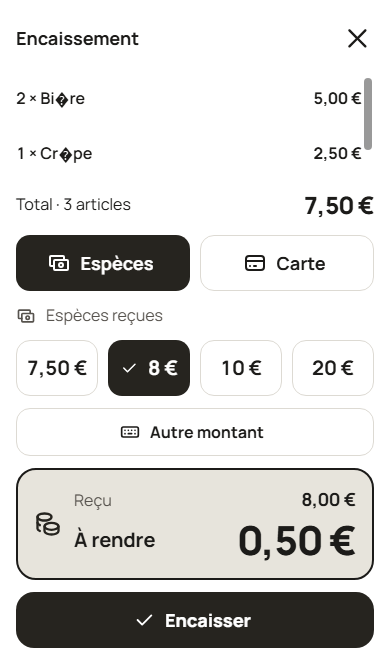 Encaissement
2 × Bi�re 5,00 €
1 × Cr�pe 2,50 €
Total · 3 articles 7,50 €
Espèces Carte
Espèces reçues
7,50 € 8 € 10 € 20 €
Autre montant
Reçu 8,00 €
À rendre 0,50 €
Encaisser